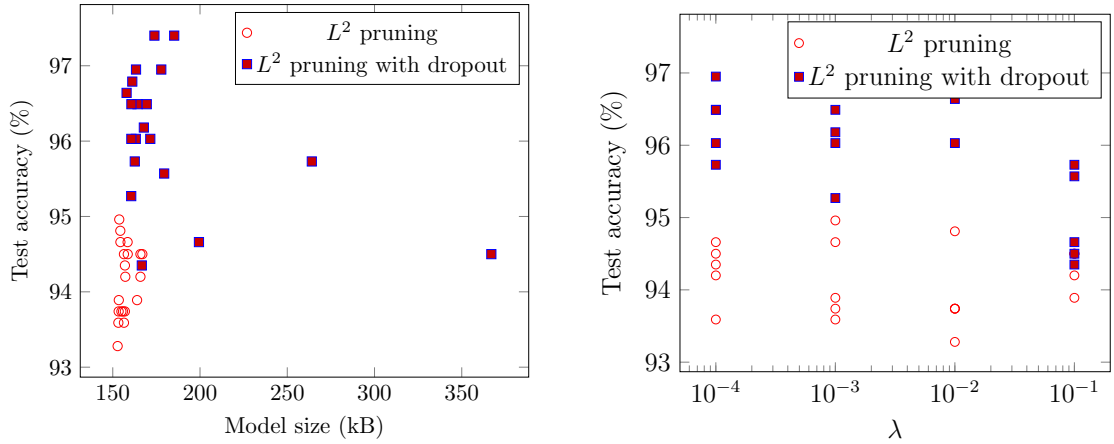 L² pruning
L² pruning with dropout
97
96
95
94
93
150
200
250
300
350
Model size (kB)
Test accuracy (%)
L² pruning
L² pruning with dropout
97
96
95
94
93
10⁻⁴
10⁻³
10⁻²
10⁻¹
λ
Test accuracy (%)